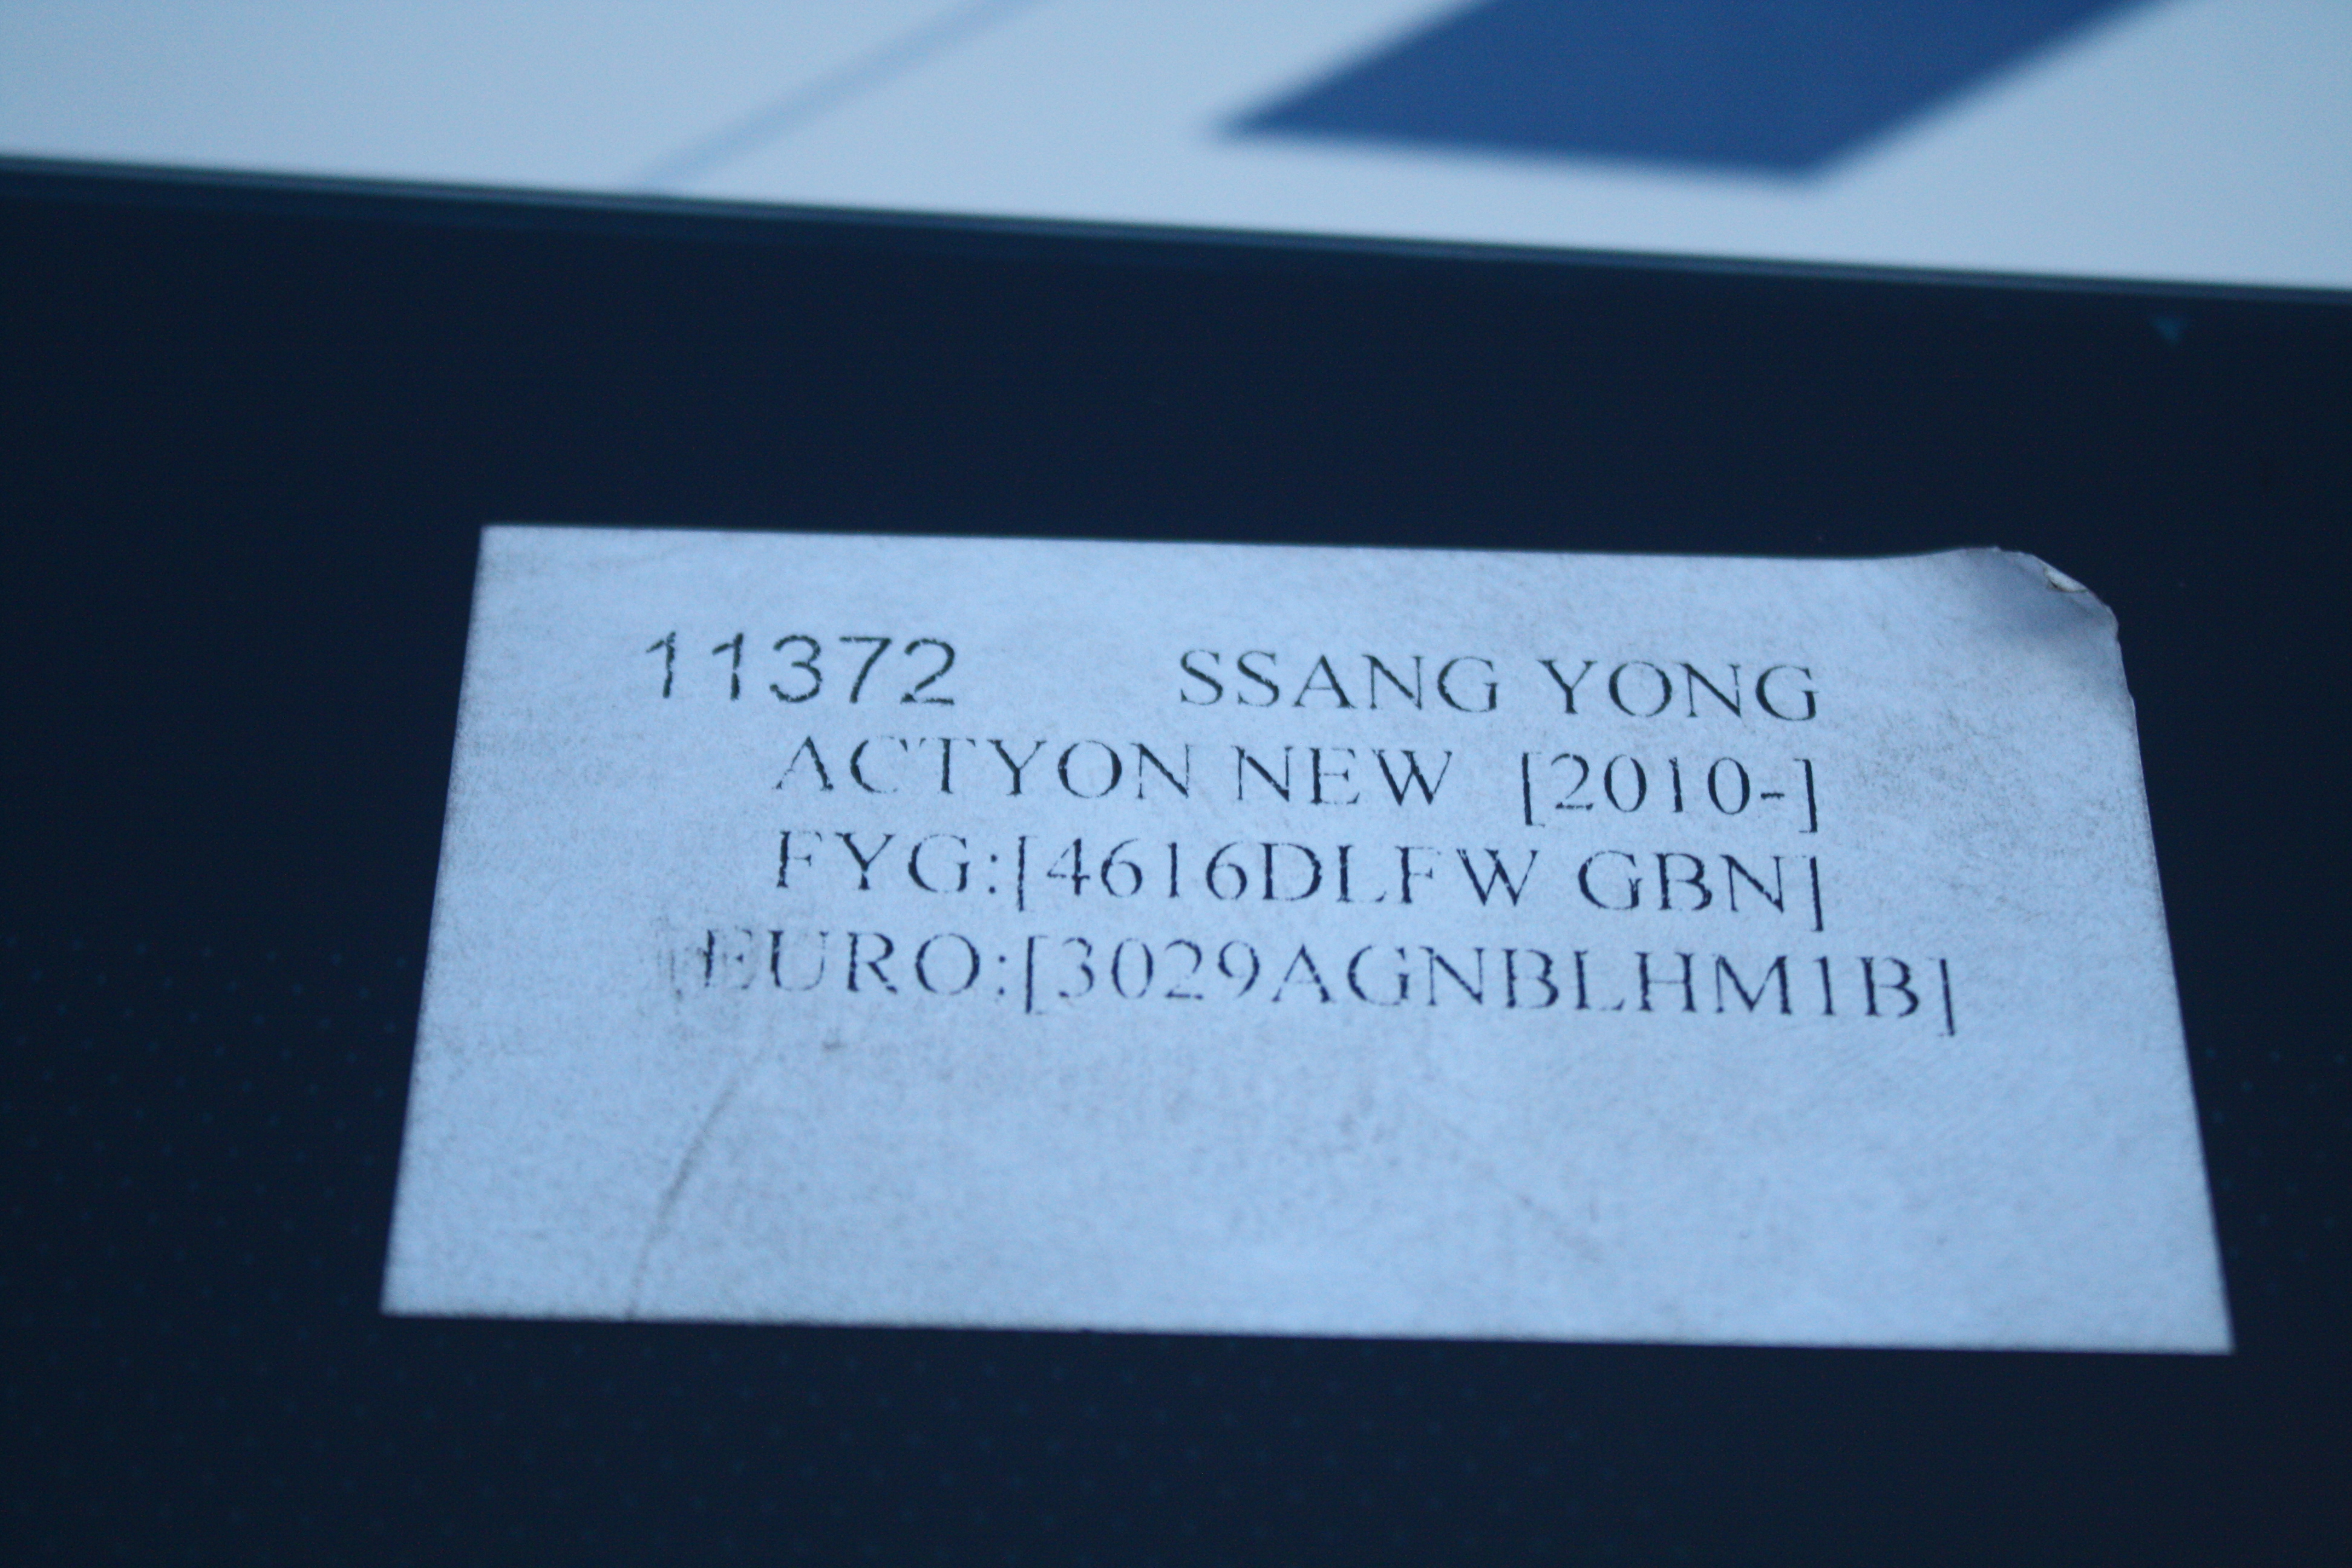 11372 SSANG YONG
ACTYON NEW [2010-]
FYG:[4616DLFW GBN]
EURO:[3029AGNBLHM1B]